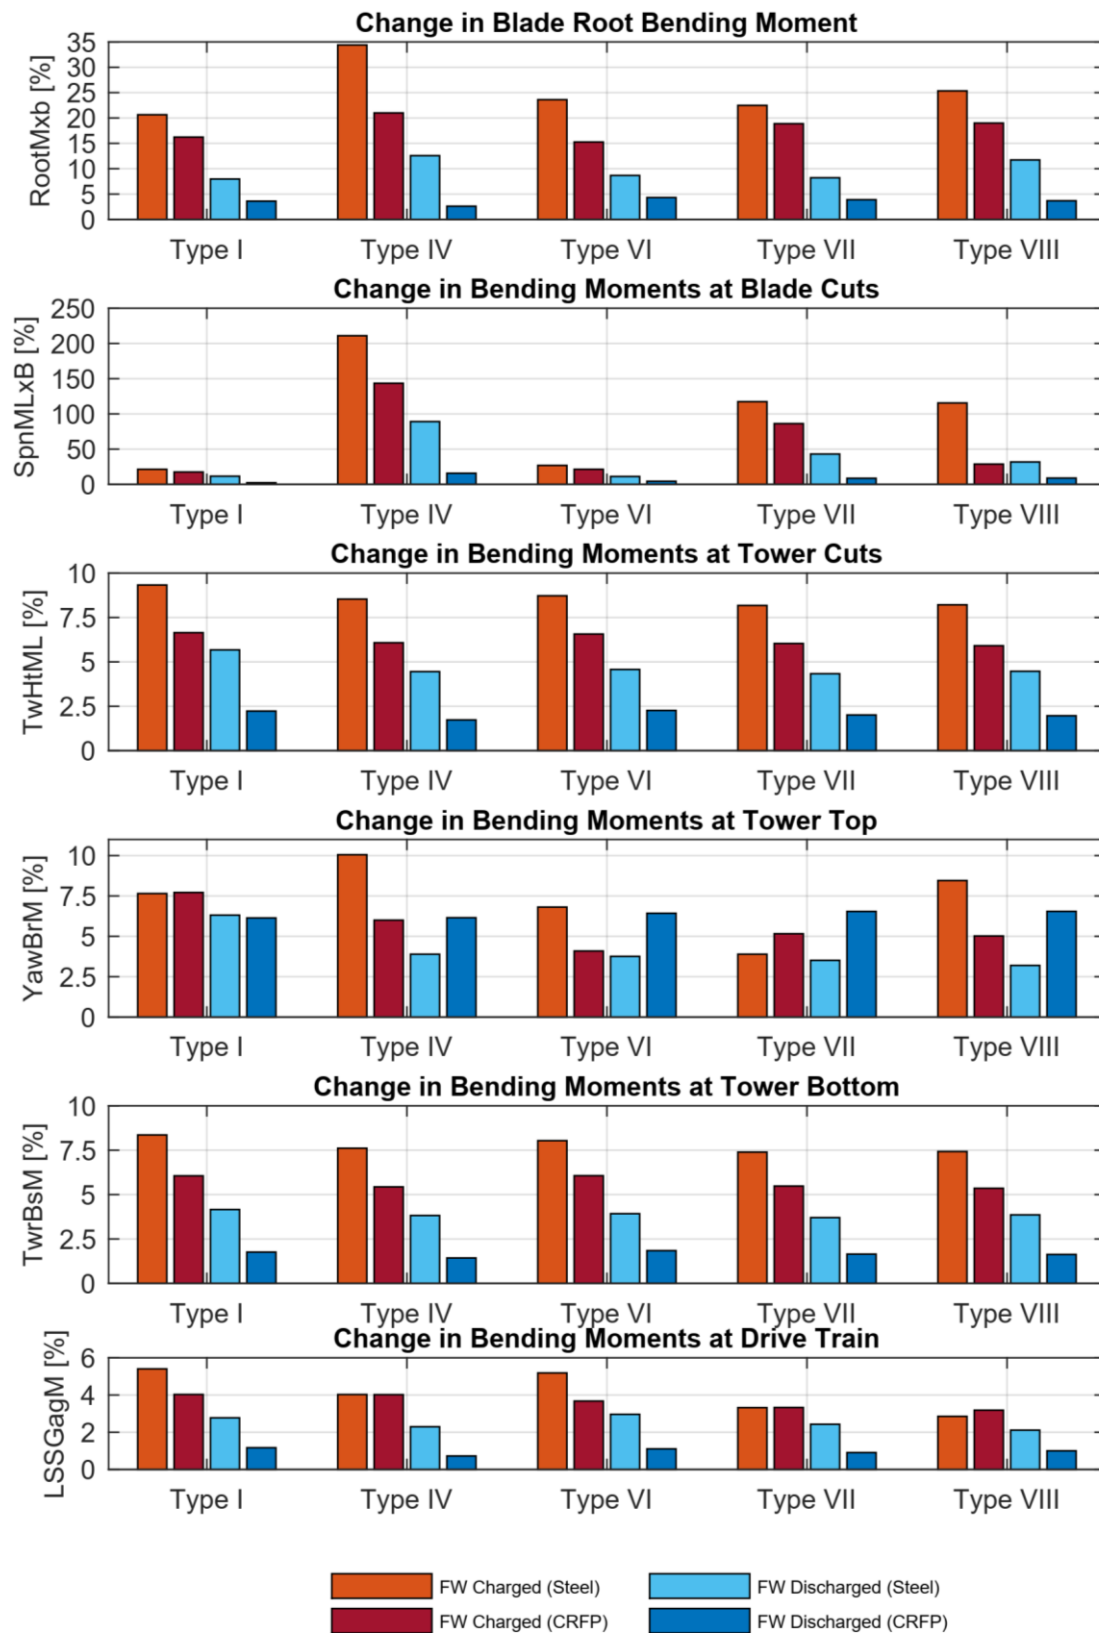 Change in Blade Root Bending Moment
RootMxb [%]
35
30
25
20
15
10
5
0
Type I Type IV Type VI Type VII Type VIII
Change in Bending Moments at Blade Cuts
SpnMLxB [%]
250
200
150
100
50
0
Type I Type IV Type VI Type VII Type VIII
Change in Bending Moments at Tower Cuts
TwHtML [%]
10
7.5
5
2.5
0
Type I Type IV Type VI Type VII Type VIII
Change in Bending Moments at Tower Top
YawBrM [%]
10
7.5
5
2.5
0
Type I Type IV Type VI Type VII Type VIII
Change in Bending Moments at Tower Bottom
TwrBsM [%]
10
7.5
5
2.5
0
Type I Type IV Type VI Type VII Type VIII
Change in Bending Moments at Drive Train
LSSGagM [%]
6
4
2
0
Type I Type IV Type VI Type VII Type VIII
FW Charged (Steel) FW Discharged (Steel)
FW Charged (CRFP) FW Discharged (CRFP)